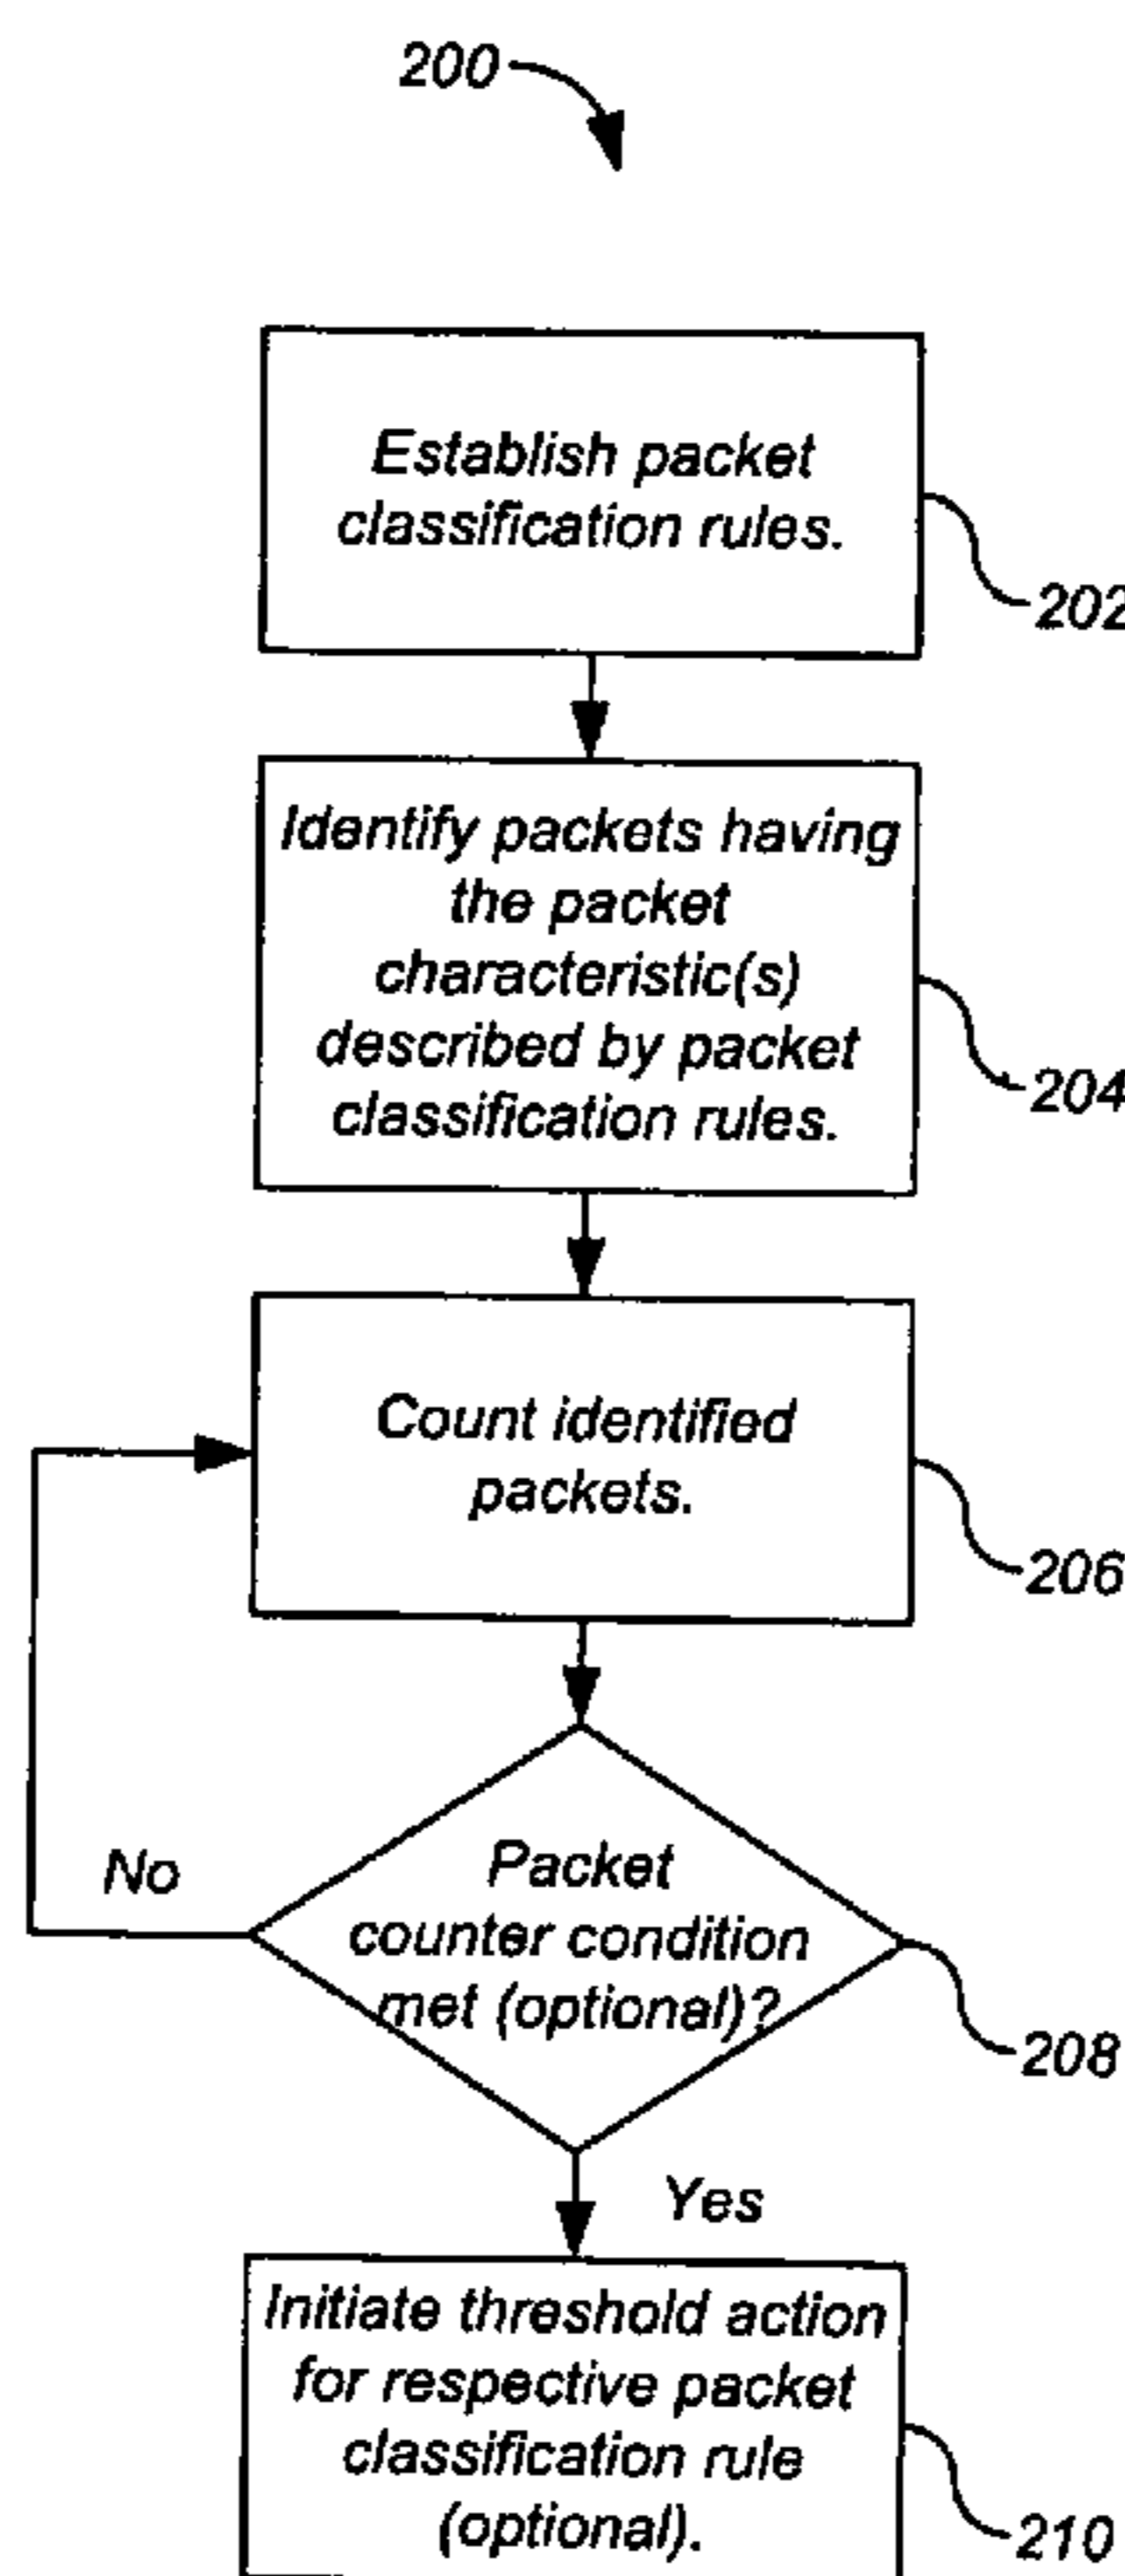 200
Establish packet
classification rules.
202
Identify packets having
the packet
characteristic(s)
described by packet
classification rules.
204
Count identified
packets.
206
No
Packet
counter condition
met (optional)?
208
Yes
Initiate threshold action
for respective packet
classification rule
(optional).
210